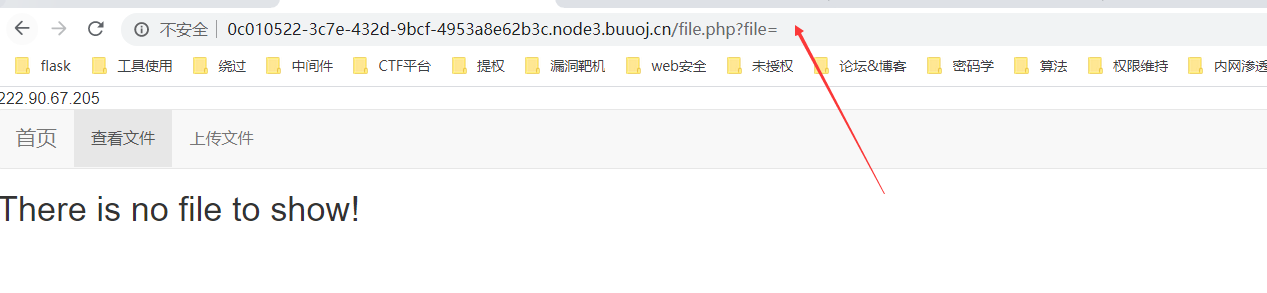 不安全 0c010522-3c7e-432d-9bcf-4953a8e62b3c.node3.buuoj.cn/file.php?file=
flask 工具使用 绕过 中间件 CTF平台 提权 漏洞靶机 web安全 未授权 论坛&博客 密码学 算法 权限维持 内网渗透
222.90.67.205
首页 查看文件 上传文件
There is no file to show!